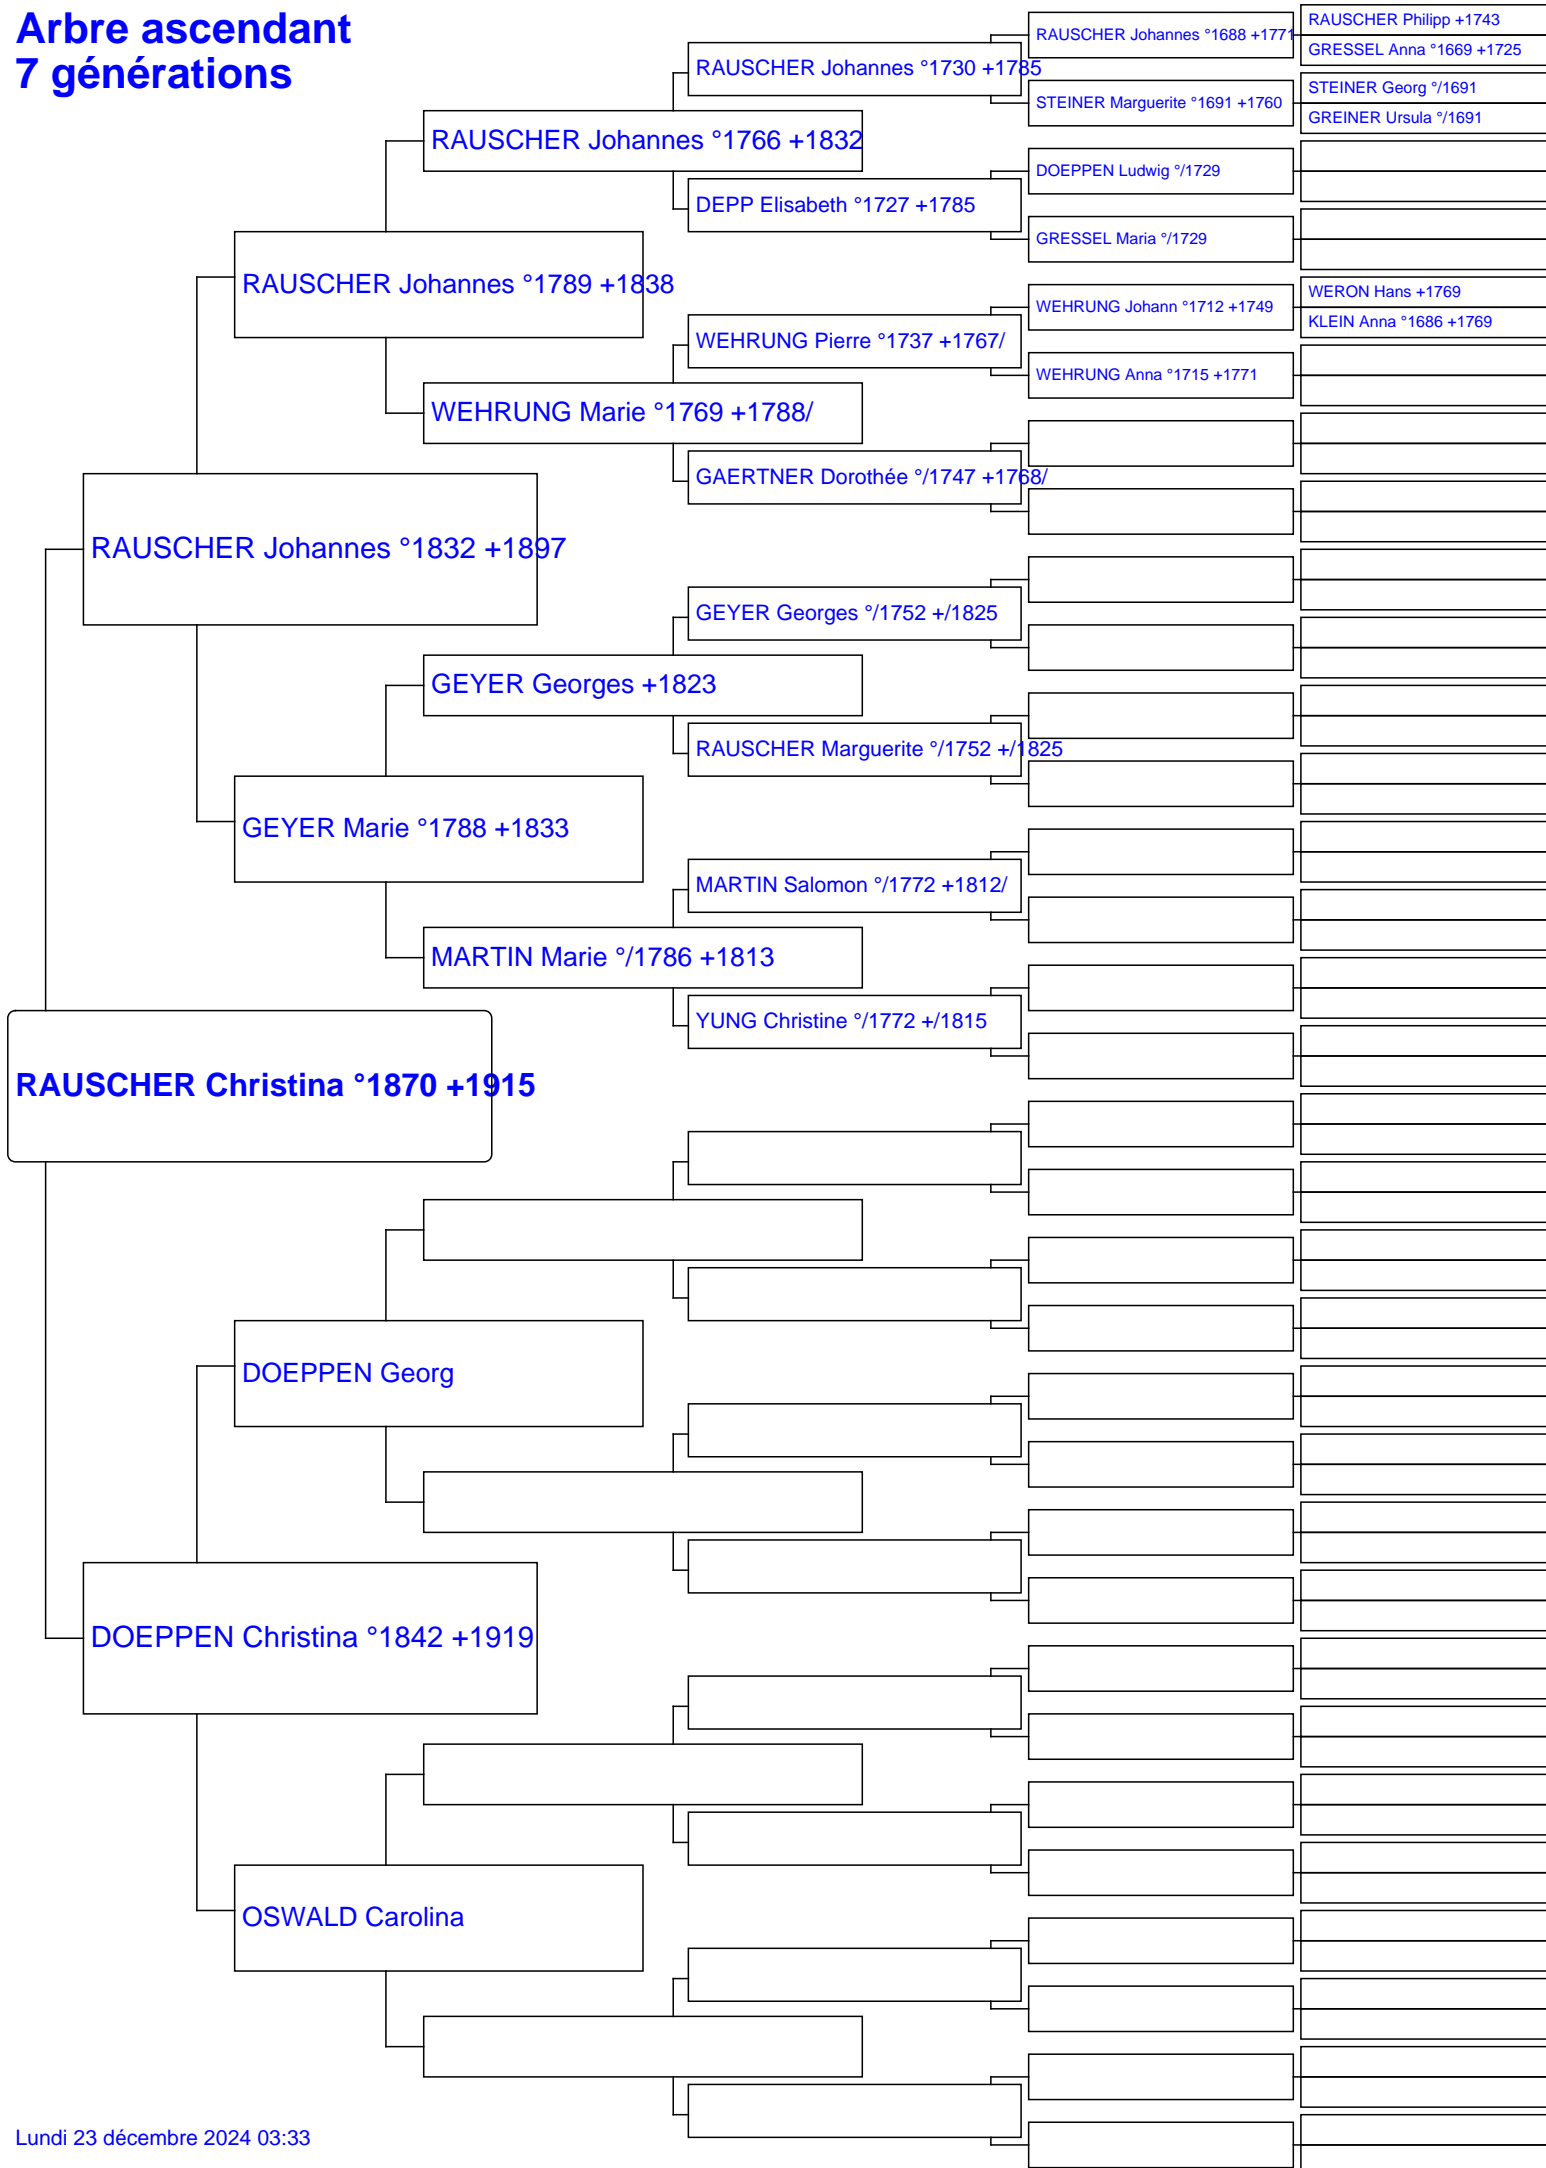 Arbre ascendant
7 générations
RAUSCHER Christina °1870 +1915
RAUSCHER Johannes °1832 +1897
DOEPPEN Christina °1842 +1919
RAUSCHER Johannes °1789 +1838
GEYER Marie °1788 +1833
DOEPPEN Georg
OSWALD Carolina
RAUSCHER Johannes °1766 +1832
WEHRUNG Marie °1769 +1788/
GEYER Georges +1823
MARTIN Marie °/1786 +1813
RAUSCHER Johannes °1730 +1785
DEPP Elisabeth °1727 +1785
WEHRUNG Pierre °1737 +1767/
GAERTNER Dorothée °/1747 +1768/
GEYER Georges °/1752 +/1825
RAUSCHER Marguerite °/1752 +/1825
MARTIN Salomon °/1772 +1812/
YUNG Christine °/1772 +/1815
RAUSCHER Johannes °1688 +1771
STEINER Marguerite °1691 +1760
DOEPPEN Ludwig °/1729
GRESSEL Maria °/1729
WEHRUNG Johann °1712 +1749
WEHRUNG Anna °1715 +1771
RAUSCHER Philipp +1743
GRESSEL Anna °1669 +1725
STEINER Georg °/1691
GREINER Ursula °/1691
WERON Hans +1769
KLEIN Anna °1686 +1769
Lundi 23 décembre 2024 03:33